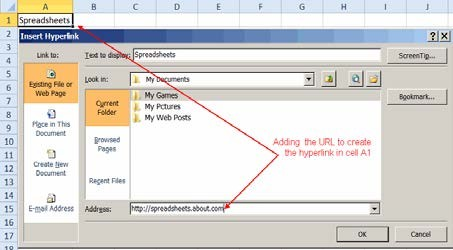 A B C D E F G H
1 Spreadsheets
2 Insert Hyperlink
3 Link to: Text to display: Spreadsheets ScreenTip...
4
5 Existing File or Web Page Look in: My Documents
6 Current Folder My Games Bookmark...
7 My Pictures
8 Place in This Document My Web Posts
9
10 Browsed Pages Adding the URL to create
11 Create New Document the hyperlink in cell A1
12
13 Recent Files
14
15 E-mail Address Address: http://spreadsheets.about.com
16
17 OK Cancel
18